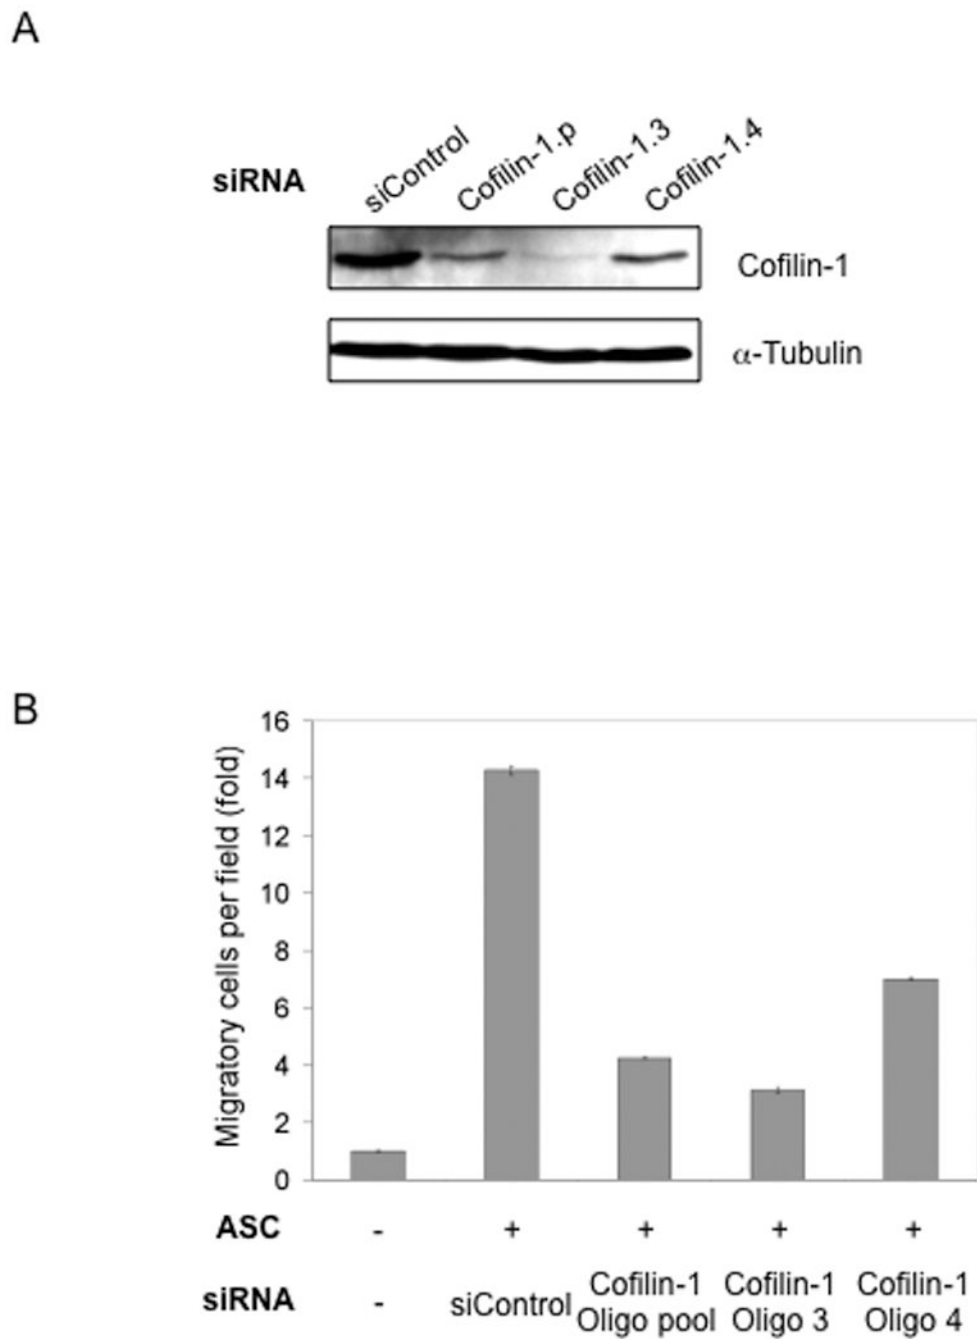 A
siRNA
siControl
Cofilin-1.p
Cofilin-1.3
Cofilin-1.4
Cofilin-1
α-Tubulin
B
Migratory cells per field (fold)
16
14
12
10
8
6
4
2
0
ASC - + + + +
siRNA - siControl Cofilin-1 Oligo pool Cofilin-1 Oligo 3 Cofilin-1 Oligo 4